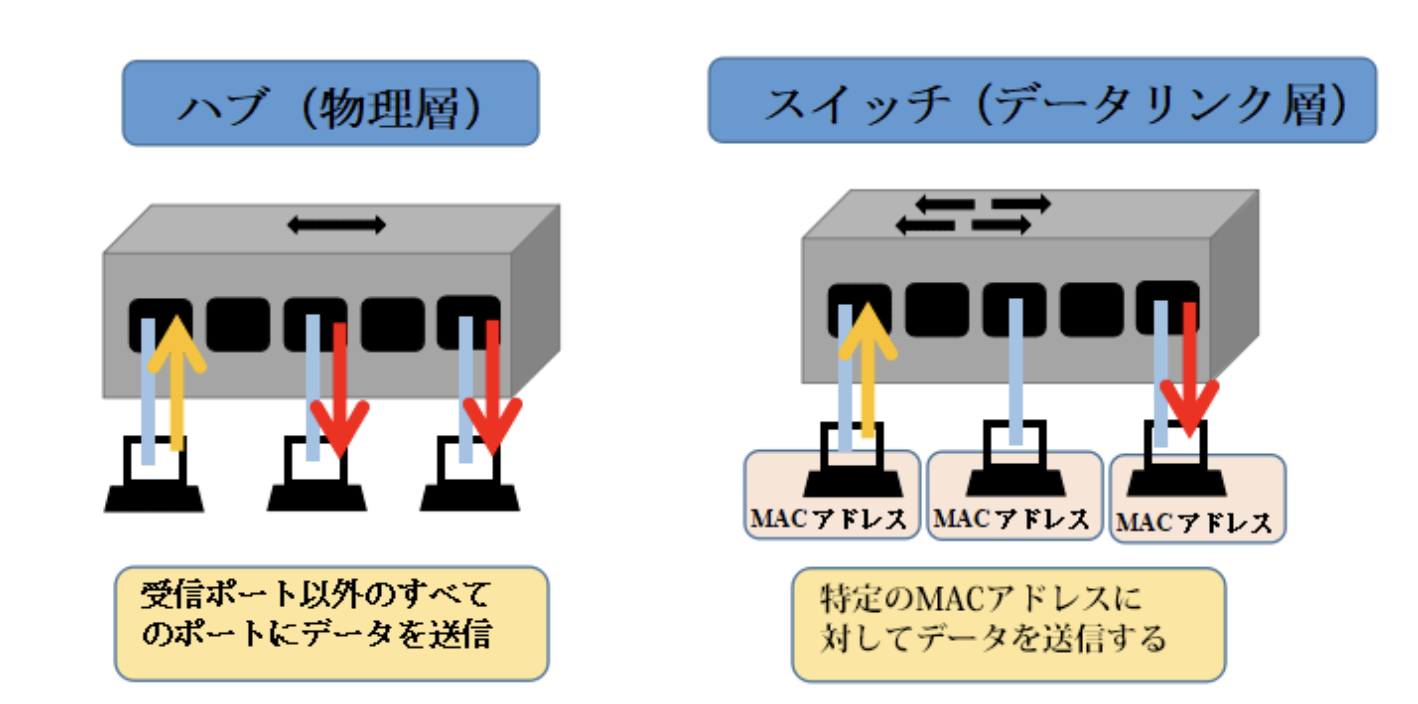 ハブ（物理層）
スイッチ（データリンク層）
MACアドレス
MACアドレス
MACアドレス
受信ポート以外のすべて
のポートにデータを送信
特定のMACアドレスに
対してデータを送信する